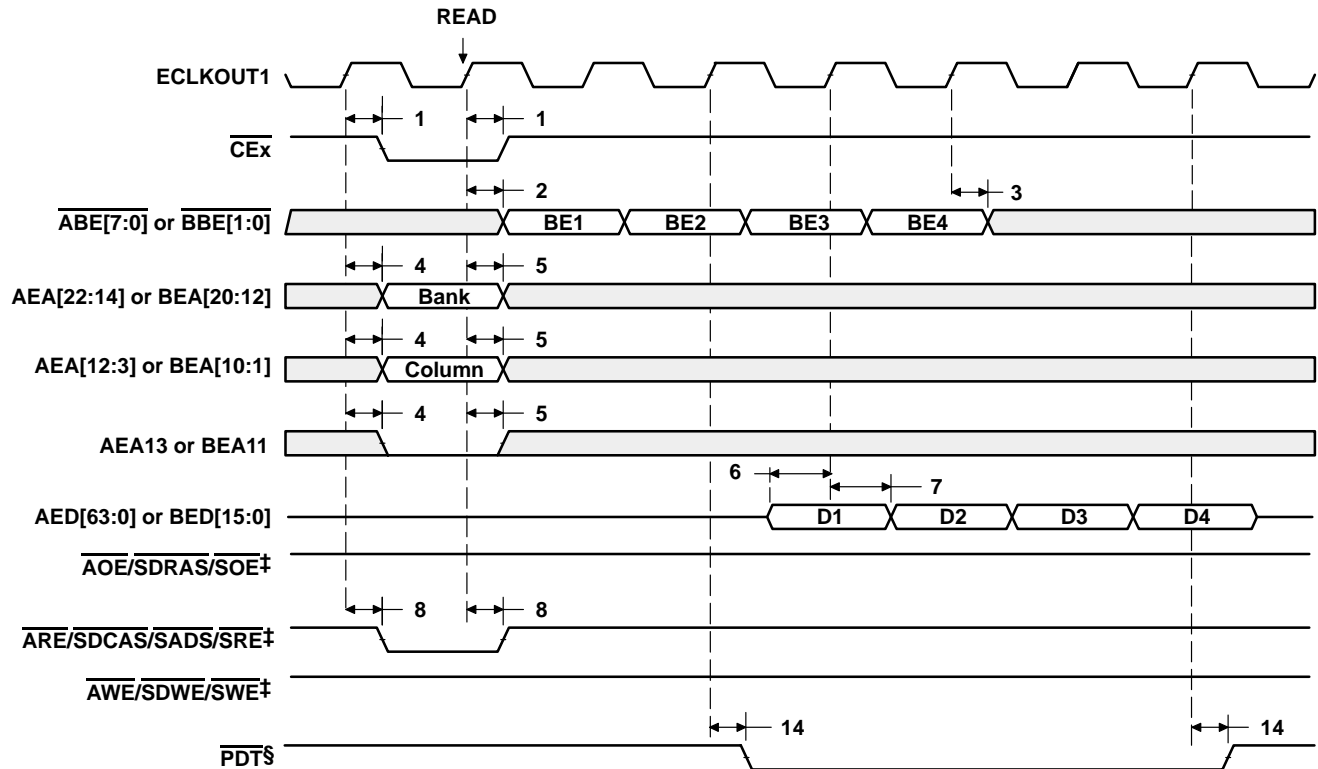 READ
ECLKOUT1
1 1
CEx
2 3
ABE[7:0] or BBE[1:0] BE1 BE2 BE3 BE4
4 5
AEA[22:14] or BEA[20:12] Bank
4 5
AEA[12:3] or BEA[10:1] Column
4 5
AEA13 or BEA11
6 7
AED[63:0] or BED[15:0] D1 D2 D3 D4
AOE/SDRAS/SOE‡
8 8
ARE/SDCAS/SADS/SRE‡
AWE/SDWE/SWE‡
14 14
PDT§